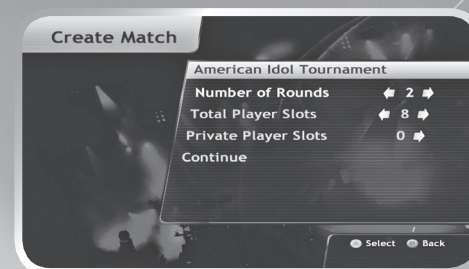 Create Match
American Idol Tournament
Number of Rounds 2
Total Player Slots 8
Private Player Slots 0
Continue
A Select B Back